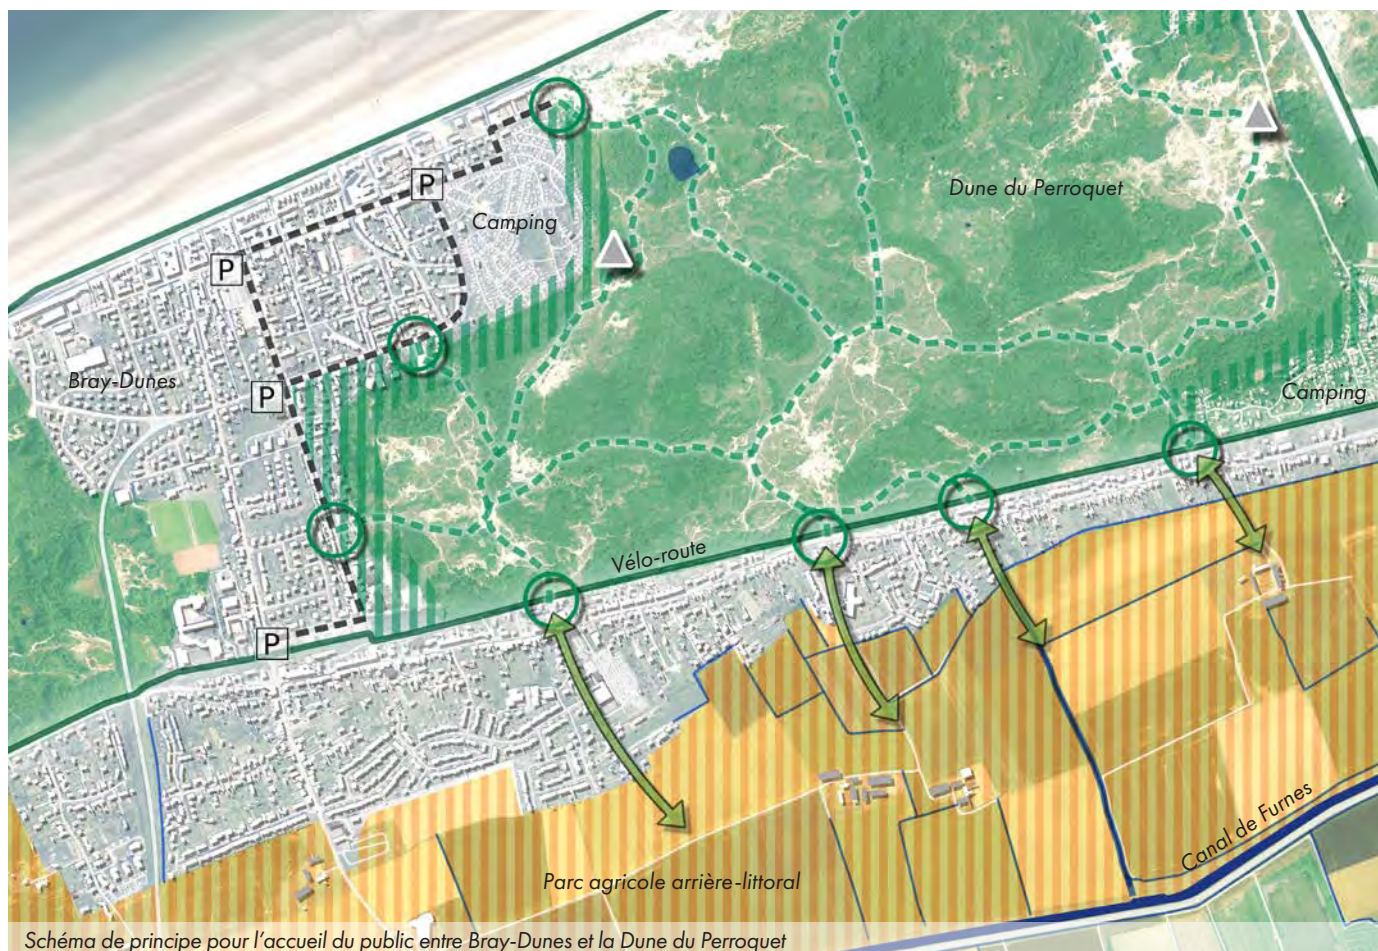 P
Dune du Perroquet
Camping
P
Bray-Dunes
P
Camping
Vélo-route
P
Canal de Furnes
Parc agricole arrière-littoral
Schéma de principe pour l'accueil du public entre Bray-Dunes et la Dune du Perroquet